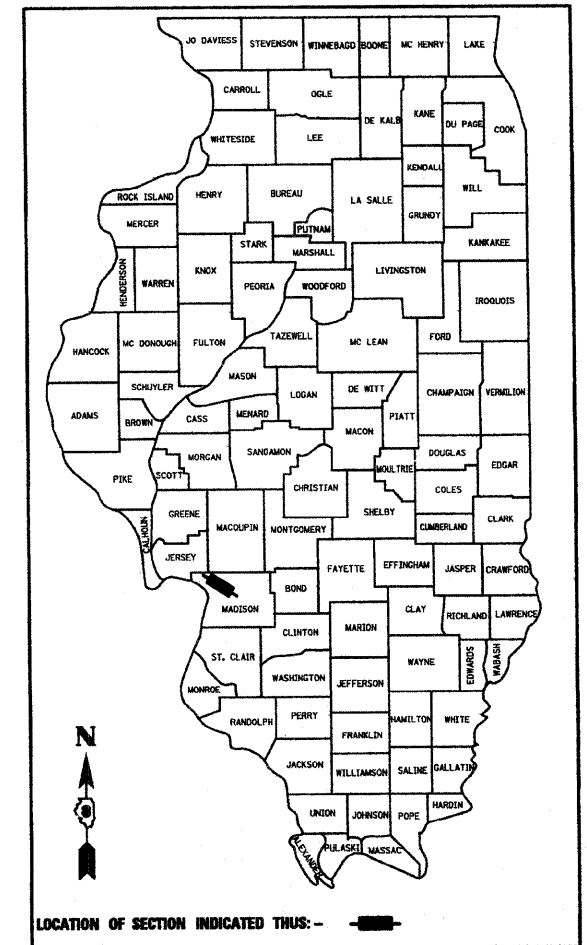 JO DAVIESS
STEVENSON
WINNEBAGO
BOONE
MC HENRY
LAKE
CARROLL
OGLE
DE KALB
KANE
DU PAGE
COOK
WHITESIDE
LEE
KENDALL
WILL
ROCK ISLAND
HENRY
BUREAU
LA SALLE
GRUNDY
MERCER
PUTNAM
KANKAKEE
STARK
MARSHALL
HENDERSON
WARREN
KNOX
PEORIA
WOODFORD
LIVINGSTON
IROQUOIS
HANCOCK
MC DONOUGH
FULTON
TAZEWELL
MC LEAN
FORD
SCHUYLER
MASON
LOGAN
DE WITT
CHAMPAIGN
VERMILION
ADAMS
BROWN
CASS
MENARD
PIATT
MACON
SANGAMON
MORGAN
DOUGLAS
EDGAR
PIKE
SCOTT
MOULTRIE
COLES
CHRISTIAN
GREENE
MACOUPIN
MONTGOMERY
SHELBY
CUMBERLAND
CLARK
CALHOUN
JERSEY
FAYETTE
EFFINGHAM
JASPER
CRAWFORD
BOND
MADISON
CLAY
RICHLAND
LAWRENCE
CLINTON
MARION
ST. CLAIR
WAYNE
EDWARDS
WABASH
WASHINGTON
JEFFERSON
MONROE
RANDOLPH
PERRY
HAMILTON
WHITE
FRANKLIN
N
JACKSON
WILLIAMSON
SALINE
GALLATIN
UNION
JOHNSON
POPE
HARDIN
ALEXANDER
PULASKI
MASSAC
LOCATION OF SECTION INDICATED THUS: -